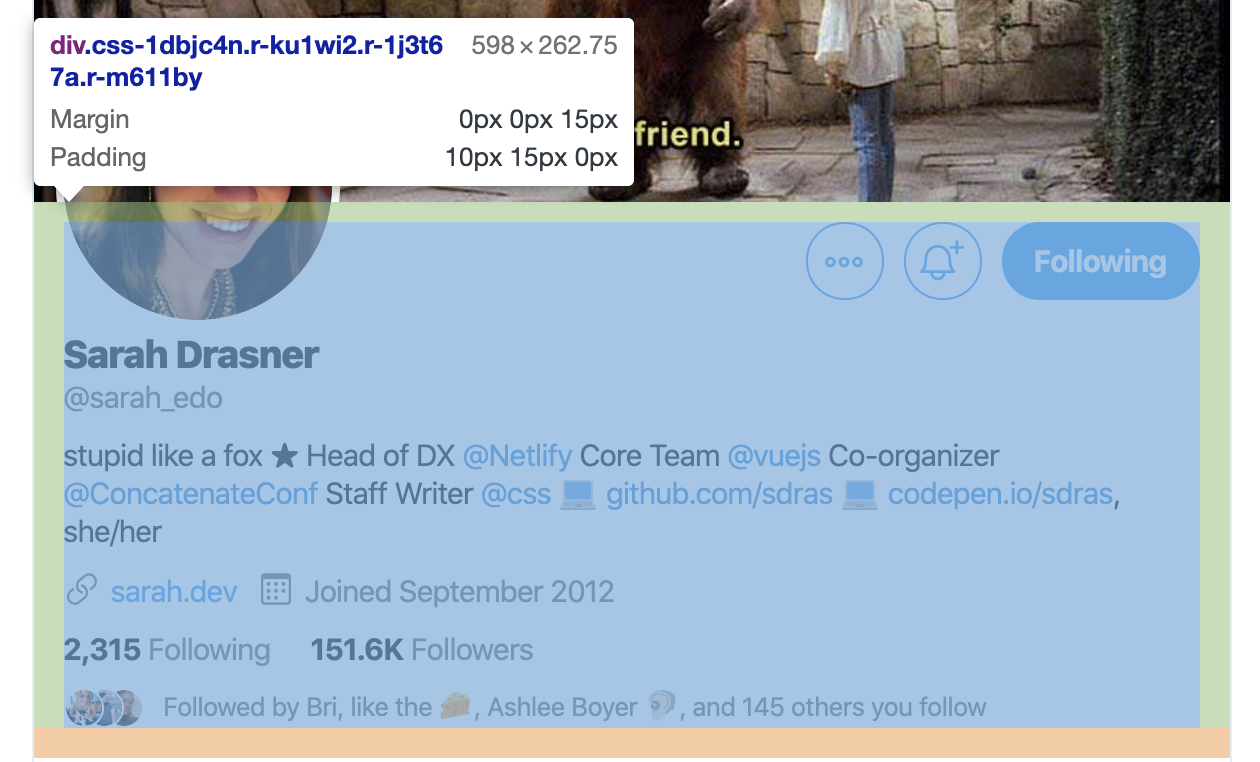 div.css-1dbjc4n.r-ku1wi2.r-1j3t6 598 × 262.75
7a.r-m611by
Margin 0px 0px 15px
Padding 10px 15px 0px
friend.
Following
Sarah Drasner
@sarah_edo
stupid like a fox ★ Head of DX @Netlify Core Team @vuejs Co-organizer
@ConcatenateConf Staff Writer @css 💻 github.com/sdras 💻 codepen.io/sdras,
she/her
sarah.dev Joined September 2012
2,315 Following 151.6K Followers
Followed by Bri, like the 🧀, Ashlee Boyer 🦻, and 145 others you follow